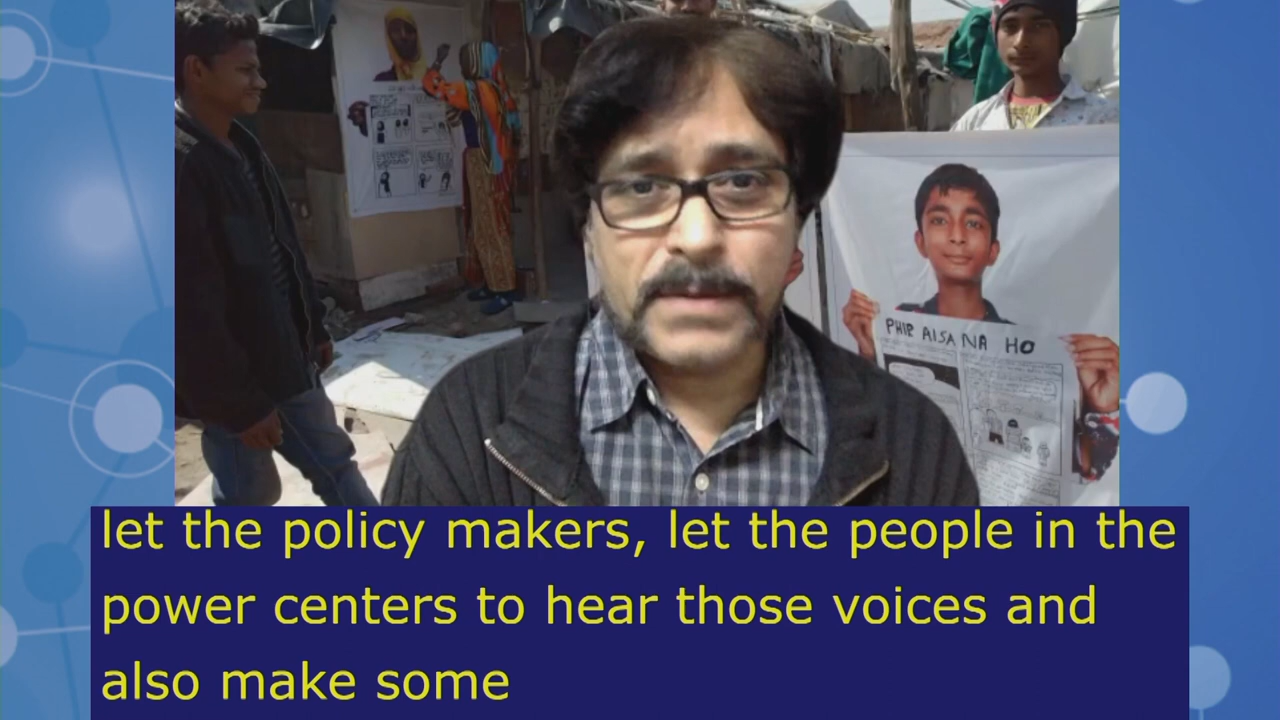 PHIR AISA NA HO
let the policy makers, let the people in the
power centers to hear those voices and
also make some